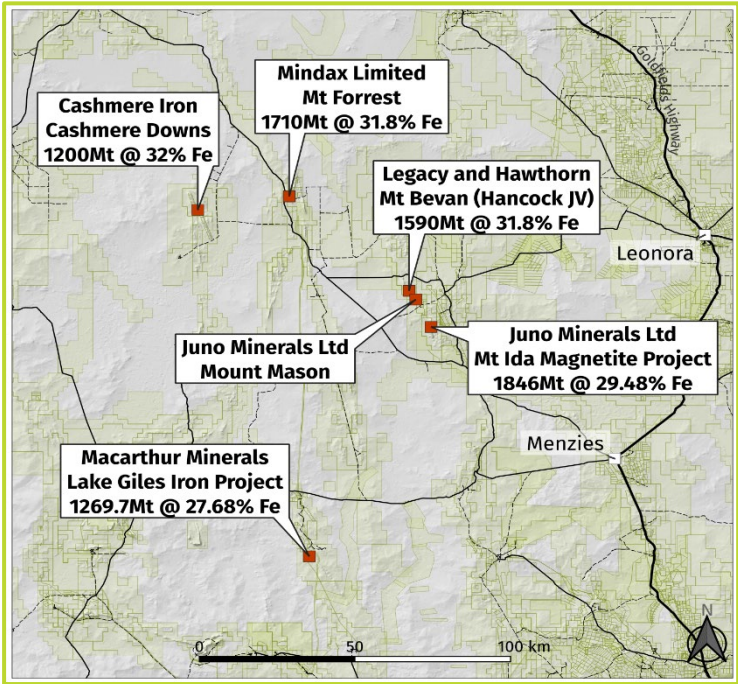 Mindax Limited
Mt Forrest
1710Mt @ 31.8% Fe
Cashmere Iron
Cashmere Downs
1200Mt @ 32% Fe
Goldfields Highway
Legacy and Hawthorn
Mt Bevan (Hancock JV)
1590Mt @ 31.8% Fe
Leonora
Juno Minerals Ltd
Mount Mason
Juno Minerals Ltd
Mt Ida Magnetite Project
1846Mt @ 29.48% Fe
Menzies
Macarthur Minerals
Lake Giles Iron Project
1269.7Mt @ 27.68% Fe
N
0 50 100 km